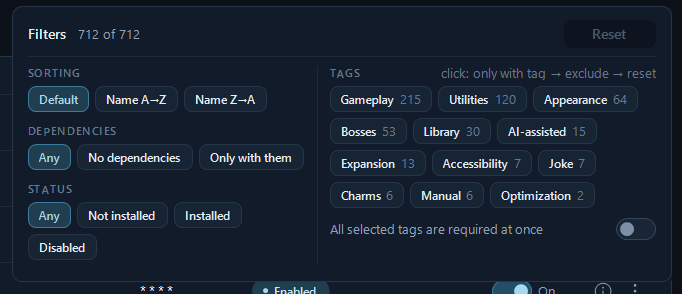 Filters 712 of 712 Reset
SORTING
Default Name A→Z Name Z→A
DEPENDENCIES
Any No dependencies Only with them
STATUS
Any Not installed Installed
Disabled
TAGS click: only with tag → exclude → reset
Gameplay 215 Utilities 120 Appearance 64
Bosses 53 Library 30 AI-assisted 15
Expansion 13 Accessibility 7 Joke 7
Charms 6 Manual 6 Optimization 2
All selected tags are required at once
**** Enabled On